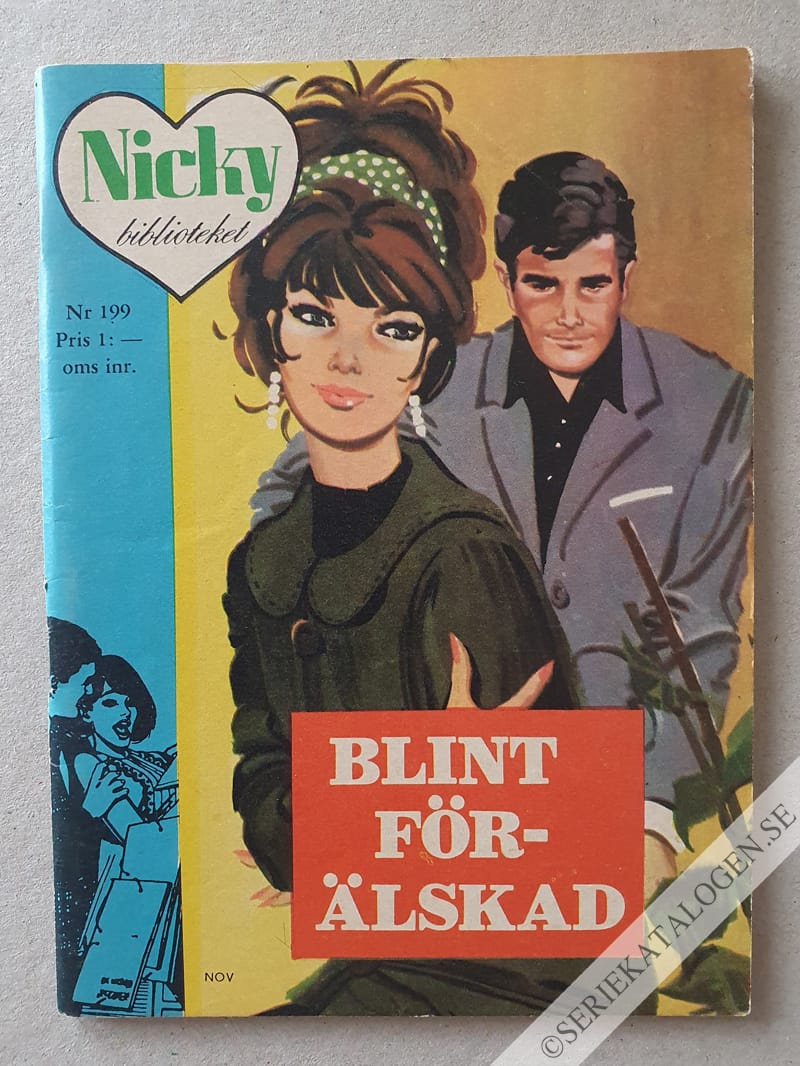 Nicky
biblioteket
Nr 199
Pris 1: —
oms inr.
BLINT
FÖR-
ÄLSKAD
NOV
©SERIEKATALOGEN.SE